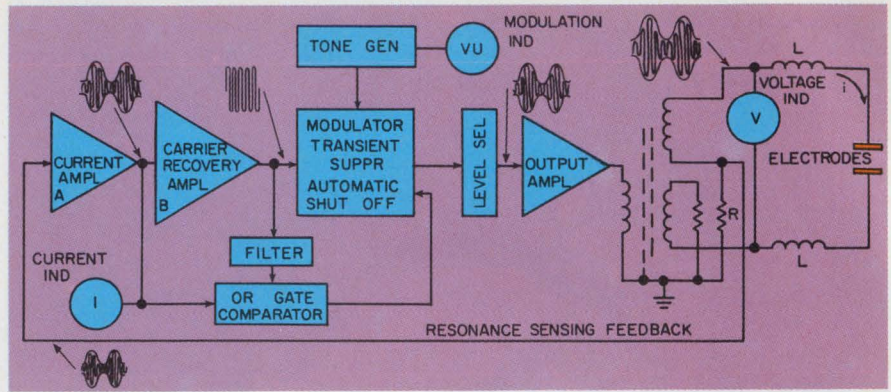 MODULATION
IND
TONE GEN
VU
L
VOLTAGE
IND
i
V
CURRENT
AMPL
A
CARRIER
RECOVERY
AMPL
B
MODULATOR
TRANSIENT
SUPPR
AUTOMATIC
SHUT OFF
LEVEL SEL
OUTPUT
AMPL
ELECTRODES
R
FILTER
L
CURRENT
IND
I
OR GATE
COMPARATOR
RESONANCE SENSING FEEDBACK